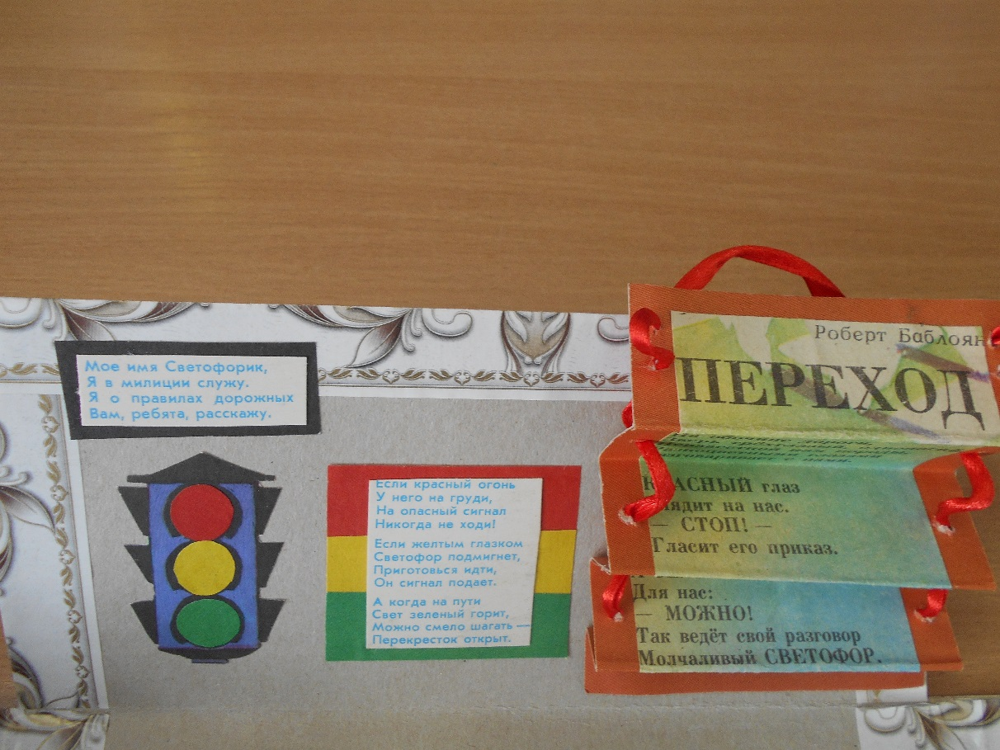 Мое имя Светофорик,
Я в милиции служу.
Я о правилах дорожных
Вам, ребята, расскажу.
Если красный огонь
У него на груди,
На опасный сигнал
Никогда не ходи!
Если желтым глазком
Светофор подмигнет,
Приготовься идти,
Он сигнал подает.
А когда на пути
Свет зеленый горит,
Можно смело шагать —
Перекресток открыт.
Роберт Баблоян
ПЕРЕХОД
КРАСНЫЙ глаз
Глядит на нас.
— СТОП! —
Гласит его приказ.
Для нас:
— МОЖНО!
Так ведёт свой разговор
Молчаливый СВЕТОФОР.